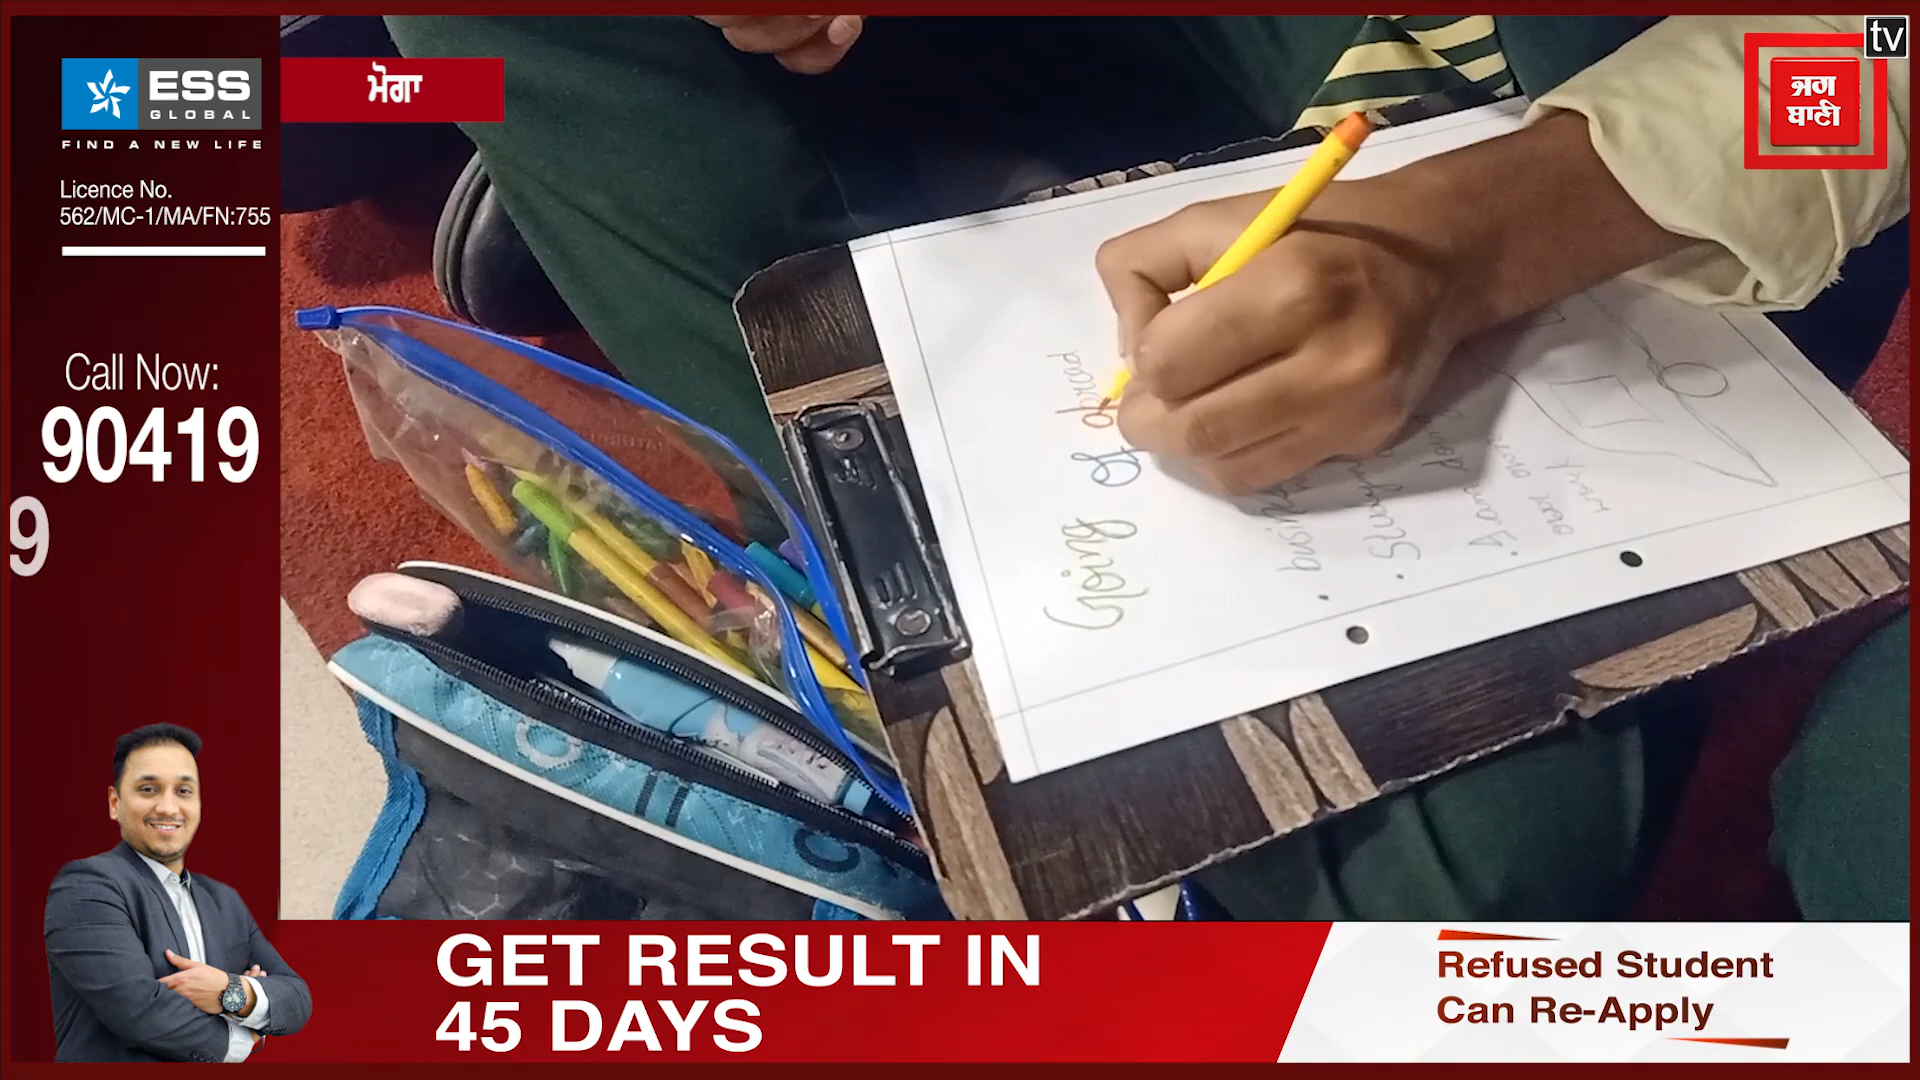 ESS
GLOBAL
FIND A NEW LIFE
Licence No.
562/MC-1/MA/FN:755
Call Now:
90419
9
ਮੋਗਾ
tv
ਜਗ
ਬਾਣੀ
Going
GET RESULT IN
45 DAYS
Refused Student
Can Re-Apply